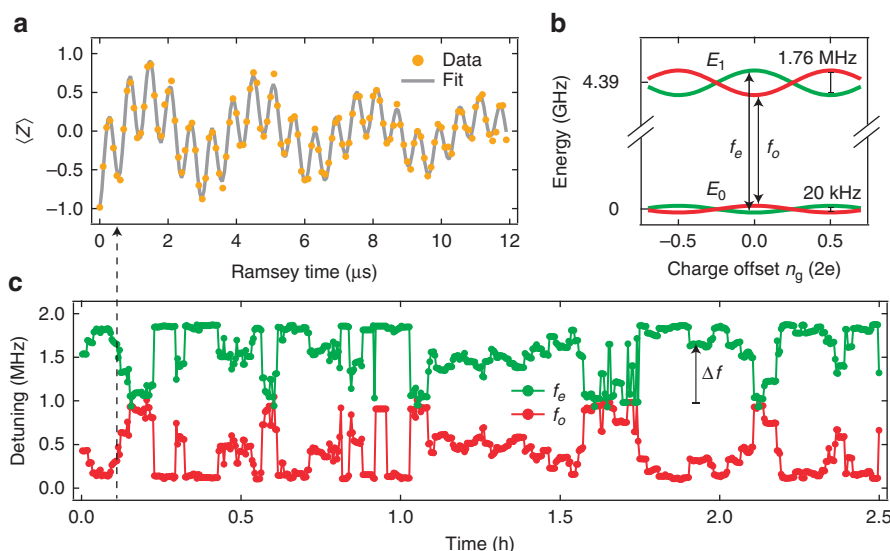 a
1.0
0.5
0.0
−0.5
−1.0
⟨Z⟩
Data
Fit
0
2
4
6
8
10
12
Ramsey time (μs)
b
Energy (GHz)
4.39
0
E1
1.76 MHz
fe
fo
E0
20 kHz
−0.5
0.0
0.5
Charge offset ng (2e)
c
2.0
1.5
1.0
0.5
0.0
Detuning (MHz)
fe
fo
Δf
0.0
0.5
1.0
1.5
2.0
2.5
Time (h)